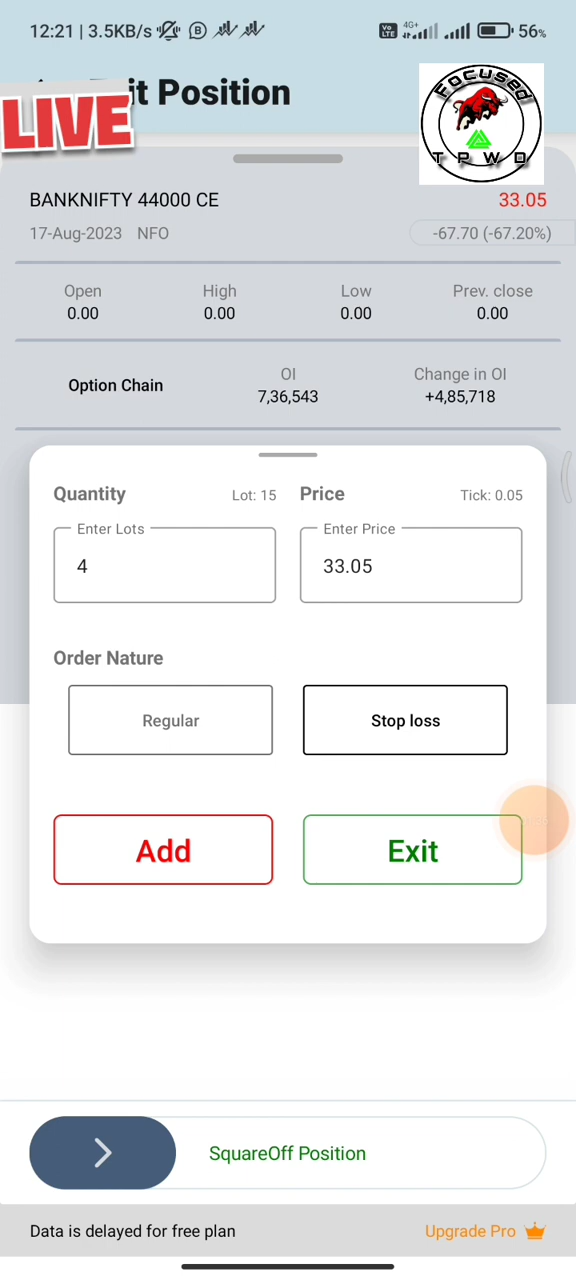 12:21 | 3.5KB/s
4G+
56%
it Position
LIVE
Focused
TPWD
BANKNIFTY 44000 CE
33.05
17-Aug-2023 NFO
-67.70 (-67.20%)
Open High Low Prev. close
0.00 0.00 0.00 0.00
Option Chain
OI Change in OI
7,36,543 +4,85,718
Quantity Lot: 15 Price Tick: 0.05
Enter Lots Enter Price
4 33.05
Order Nature
Regular Stop loss
Add Exit
SquareOff Position
Data is delayed for free plan Upgrade Pro